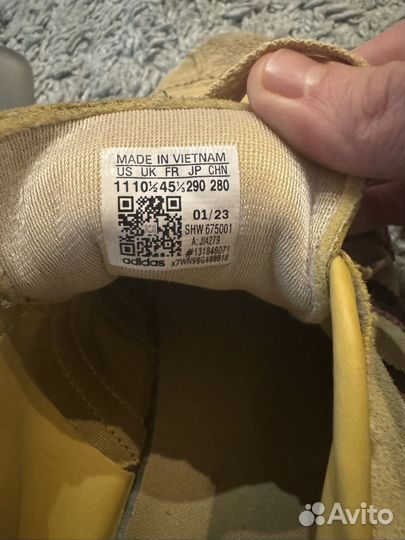 MADE IN VIETNAM
US UK FR JP CHN
11 10½ 45⅓ 290 280
01/23
SHW 675001
A: JI4279
#131846071
adidas x7WN98G400018
Avito